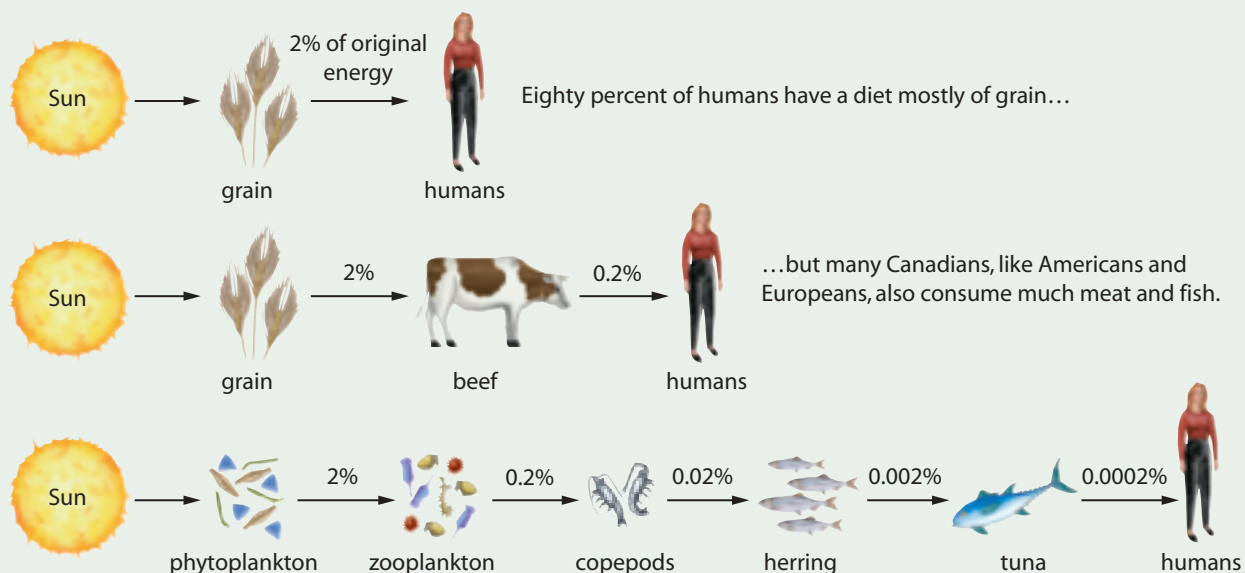 2% of original
energy
Sun
Eighty percent of humans have a diet mostly of grain…
grain
humans
Sun
2%
0.2%
…but many Canadians, like Americans and
Europeans, also consume much meat and fish.
grain
beef
humans
Sun
2%
0.2%
0.02%
0.002%
0.0002%
phytoplankton
zooplankton
copepods
herring
tuna
humans